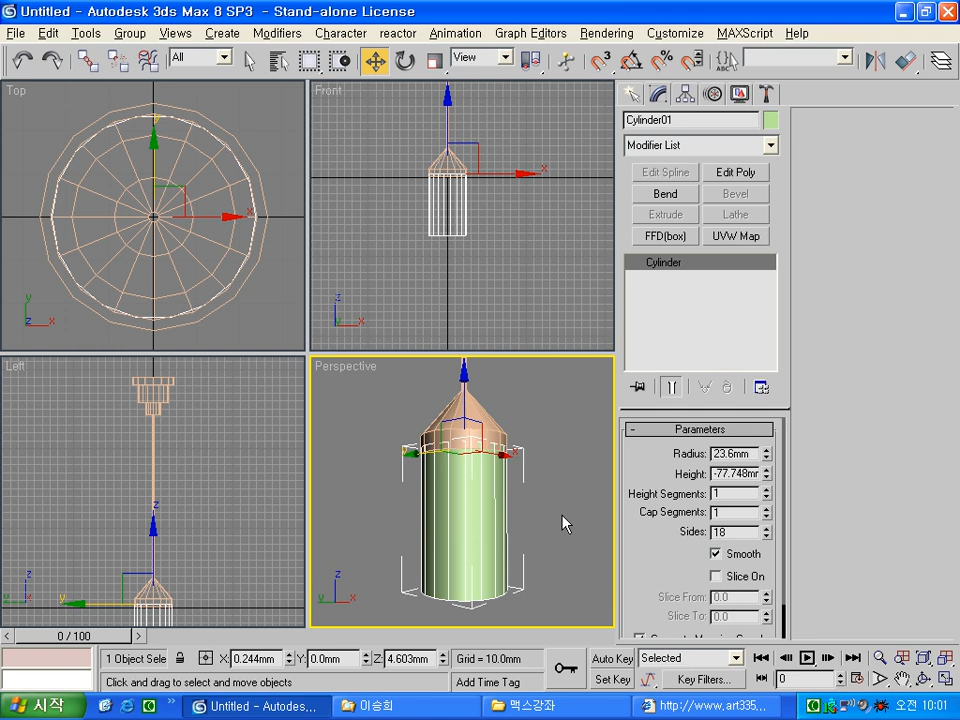 Untitled - Autodesk 3ds Max 8 SP3 - Stand-alone License
File Edit Tools Group Views Create Modifiers Character reactor Animation Graph Editors Rendering Customize MAXScript Help
All View
Top Front
Cylinder01
Modifier List
Edit Spline Edit Poly
Bend Bevel
Extrude Lathe
FFD(box) UVW Map
Cylinder
Left Perspective
- Parameters
Radius: 23.6mm
Height: -77.748mr
Height Segments: 1
Cap Segments: 1
Sides: 18
Smooth
Slice On
Slice From: 0.0
Slice To: 0.0
0 / 100
1 Object Sele X: 0.244mm Y: 0.0mm Z: 4.603mm Grid = 10.0mm Auto Key Selected
Click and drag to select and move objects Add Time Tag Set Key Key Filters... 0
시작 Untitled - Autodes... 이승희 맥스강좌 http://www.art335... 오전 10:01